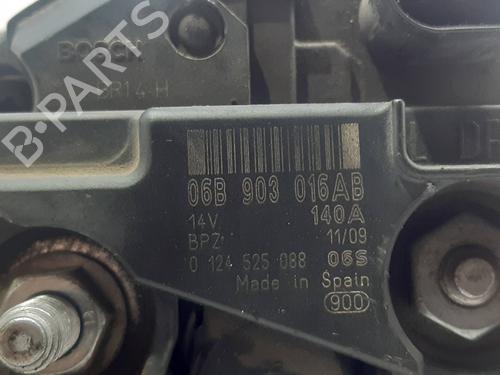 BOSCH
B-PARTS
06B 903 016AB
14V 140A
BPZ 11/09
0 124 525 088 06S
Made in Spain
900